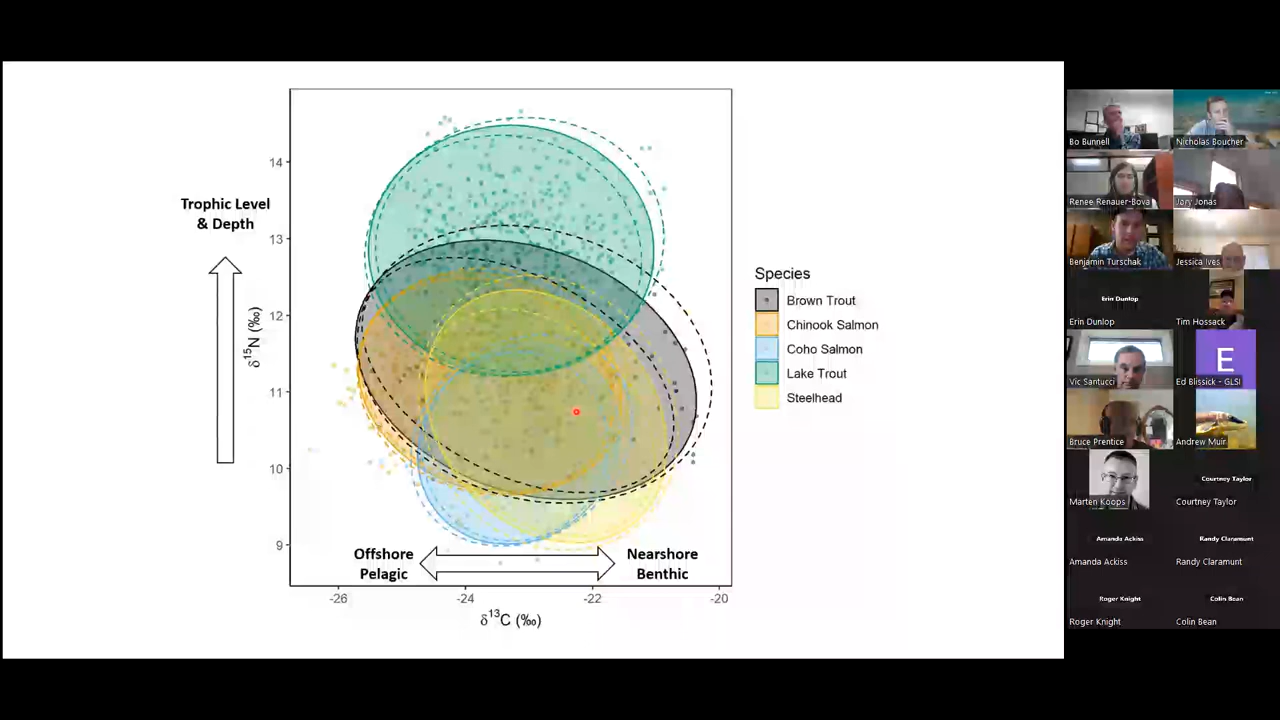 Trophic Level
& Depth
δ15N (‰)
14
13
12
11
10
9
Offshore
Pelagic
Nearshore
Benthic
-26
-24
-22
-20
δ13C (‰)
Species
Brown Trout
Chinook Salmon
Coho Salmon
Lake Trout
Steelhead
Bo Bunnell
Nicholas Boucher
Renee Renauer-Bova
Jory Jonas
Benjamin Turschak
Jessica Ives
Erin Dunlop
Erin Dunlop
Tim Hossack
E
Vic Santucci
Ed Blissick - GLSI
Bruce Prentice
Andrew Muir
Courtney Taylor
Marten Koops
Courtney Taylor
Amanda Ackiss
Randy Claramunt
Amanda Ackiss
Randy Claramunt
Roger Knight
Colin Bean
Roger Knight
Colin Bean